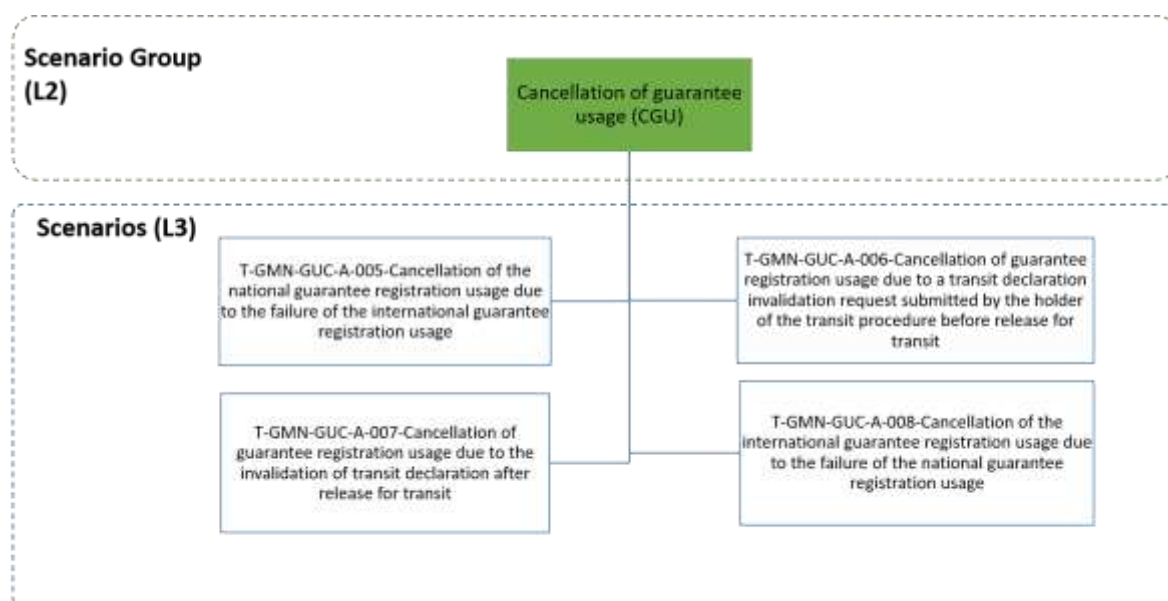 Scenario Group
(L2)
Cancellation of guarantee
usage (CGU)
Scenarios (L3)
T-GMN-GUC-A-005-Cancellation of the
national guarantee registration usage due
to the failure of the international guarantee
registration usage
T-GMN-GUC-A-006-Cancellation of guarantee
registration usage due to a transit declaration
invalidation request submitted by the holder
of the transit procedure before release for
transit
T-GMN-GUC-A-007-Cancellation of
guarantee registration usage due to the
invalidation of transit declaration after
release for transit
T-GMN-GUC-A-008-Cancellation of the
international guarantee registration usage due
to the failure of the national guarantee
registration usage